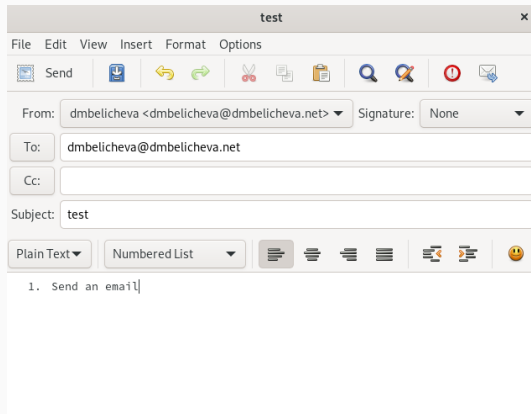 test
File Edit View Insert Format Options
Send
From: dmbelicheva <dmbelicheva@dmbelicheva.net> Signature: None
To: dmbelicheva@dmbelicheva.net
Cc:
Subject: test
Plain Text Numbered List
1. Send an email